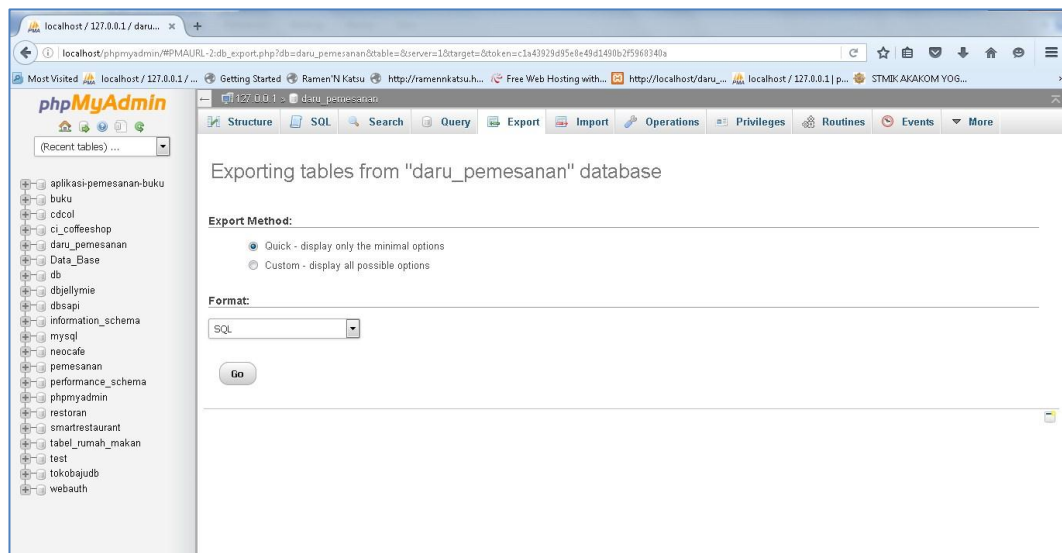 localhost / 127.0.0.1 / daru... × +
localhost/phpmyadmin/#PMAURL-2:db_export.php?db=daru_pemesanan&table=&server=1&target=&token=c1a43929d95e8e49d1490b2f5968340a
Most Visited localhost / 127.0.0.1 / ... Getting Started Ramen'N Katsu http://ramennkatsu.h... Free Web Hosting with... http://localhost/daru_... localhost / 127.0.0.1 | p... STMIK AKAKOM YOG...
phpMyAdmin
(Recent tables) ...
aplikasi-pemesanan-buku
buku
cdcol
ci_coffeeshop
daru_pemesanan
Data_Base
db
dbjellymie
dbsapi
information_schema
mysql
neocafe
pemesanan
performance_schema
phpmyadmin
restoran
smartrestaurant
tabel_rumah_makan
test
tokobajudb
webauth
127.0.0.1 » daru_pemesanan
Structure SQL Search Query Export Import Operations Privileges Routines Events More
Exporting tables from "daru_pemesanan" database
Export Method:
Quick - display only the minimal options
Custom - display all possible options
Format:
SQL
Go